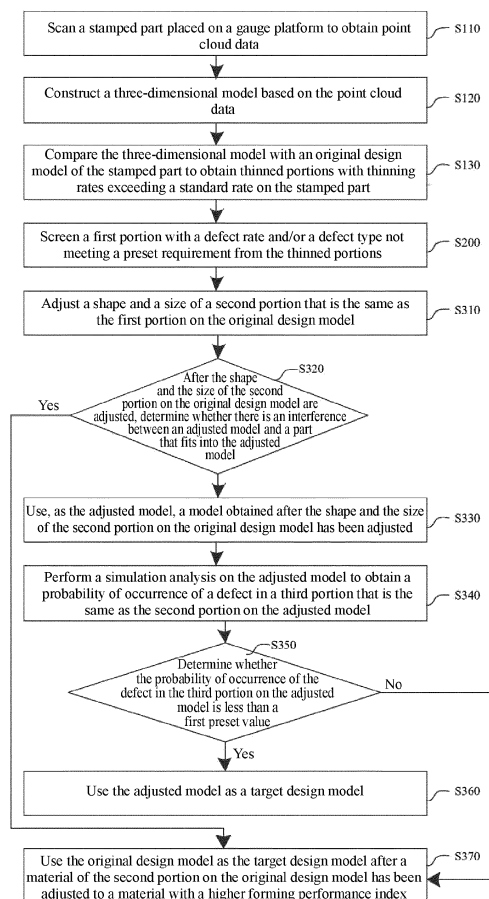 Scan a stamped part placed on a gauge platform to obtain point
cloud data
S110
Construct a three-dimensional model based on the point cloud
data
S120
Compare the three-dimensional model with an original design
model of the stamped part to obtain thinned portions with thinning
rates exceeding a standard rate on the stamped part
S130
Screen a first portion with a defect rate and/or a defect type not
meeting a preset requirement from the thinned portions
S200
Adjust a shape and a size of a second portion that is the same as
the first portion on the original design model
S310
S320
After the shape
and the size of the second
portion on the original design model are
adjusted, determine whether there is an interference
between an adjusted model and a part
that fits into the adjusted
model
Yes
Use, as the adjusted model, a model obtained after the shape and the size
of the second portion on the original design model has been adjusted
S330
Perform a simulation analysis on the adjusted model to obtain a
probability of occurrence of a defect in a third portion that is the
same as the second portion on the adjusted model
S340
S350
Determine whether
the probability of occurrence of the
defect in the third portion on the adjusted
model is less than a
first preset value
No
Yes
Use the adjusted model as a target design model
S360
Use the original design model as the target design model after a
material of the second portion on the original design model has been
adjusted to a material with a higher forming performance index
S370